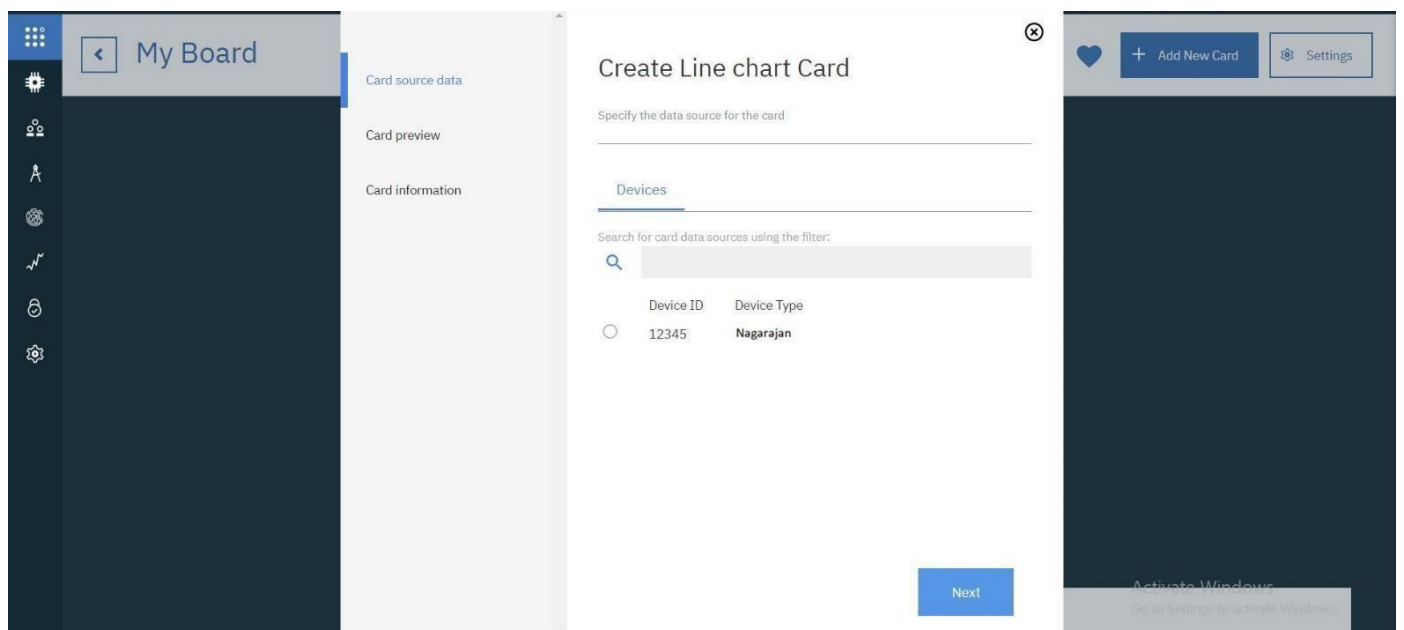 My Board
Card source data
Card preview
Card information
Create Line chart Card
Specify the data source for the card
Devices
Search for card data sources using the filter:
Device ID Device Type
12345 Nagarajan
Next
+ Add New Card
Settings
Activate Windows
Go to Settings to activate Windows.